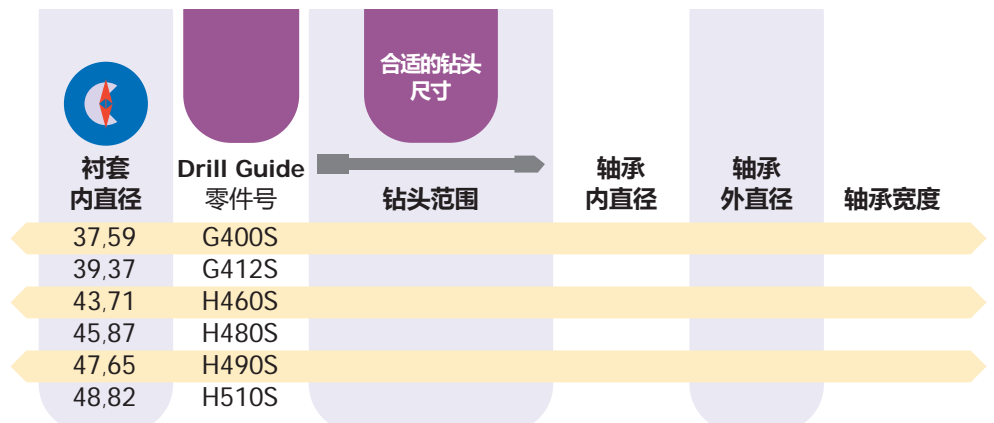 合适的钻头
尺寸
衬套
内直径
Drill Guide
零件号
钻头范围
轴承
内直径
轴承
外直径
轴承宽度
37,59 G400S
39,37 G412S
43,71 H460S
45,87 H480S
47,65 H490S
48,82 H510S